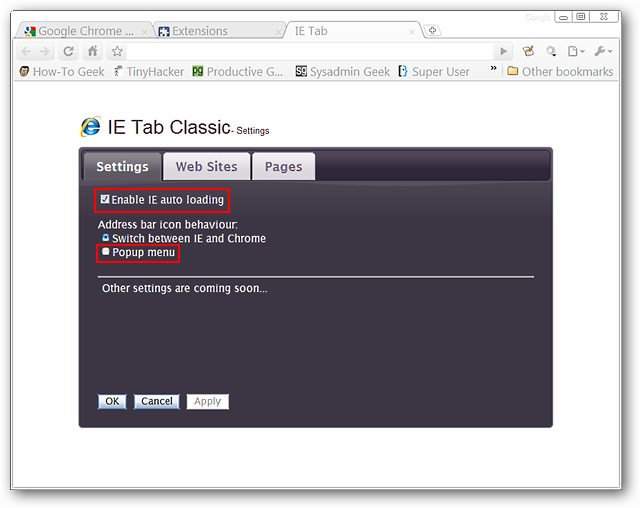 Google
Google Chrome ... Extensions IE Tab
How-To Geek TinyHacker Productive G... Sysadmin Geek Super User » Other bookmarks
IE Tab Classic - Settings
Settings Web Sites Pages
Enable IE auto loading
Address bar icon behaviour:
Switch between IE and Chrome
Popup menu
Other settings are coming soon...
OK Cancel Apply